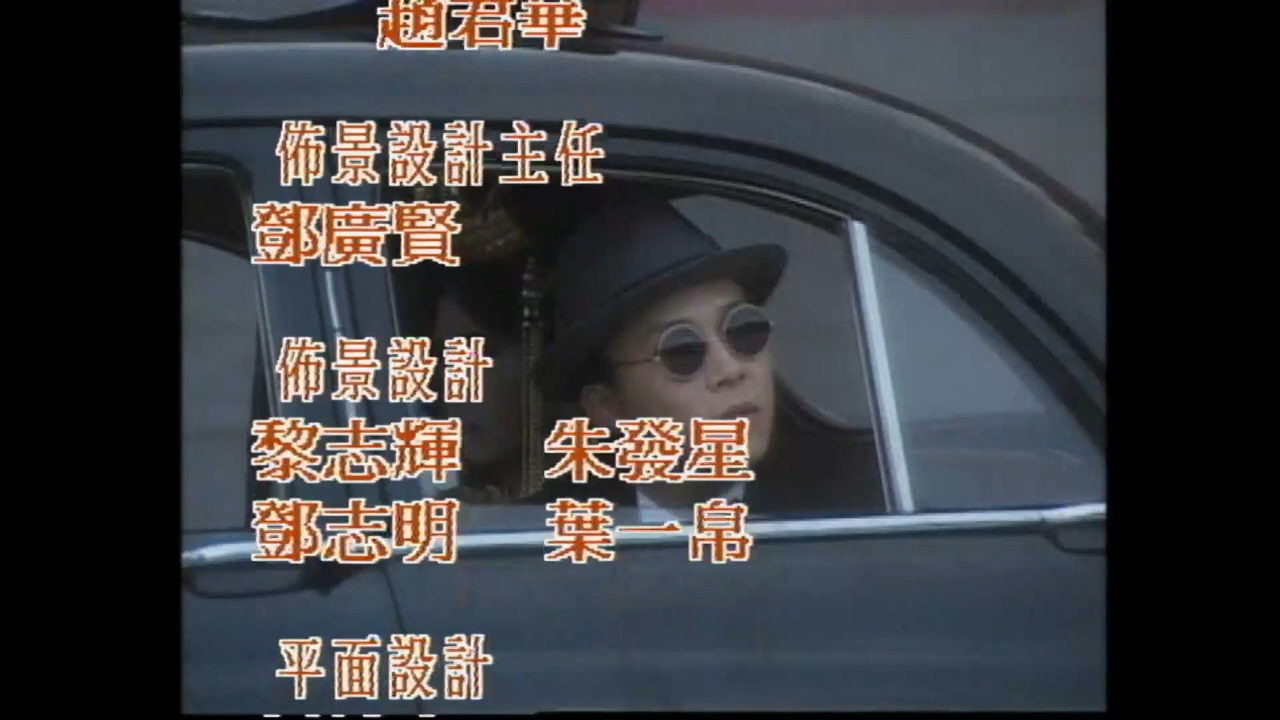 趙君華
佈景設計主任
鄧廣賢
佈景設計
黎志輝 朱發星
鄧志明 葉一帛
平面設計